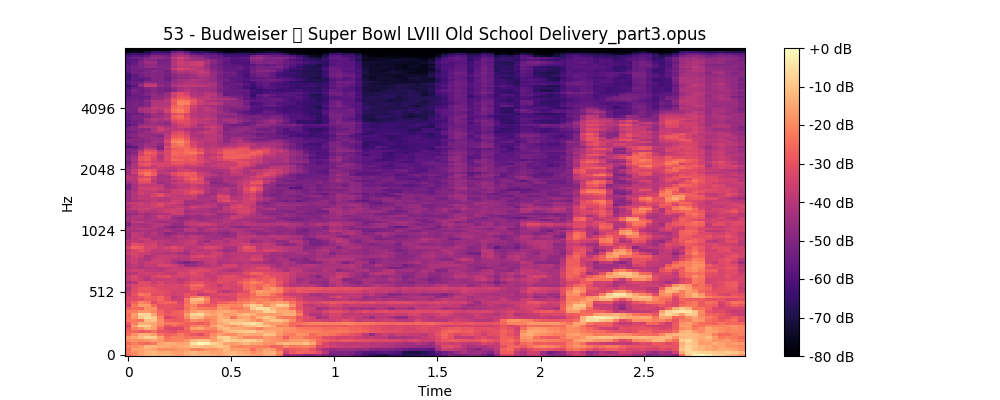 53 - Budweiser ▯ Super Bowl LVIII Old School Delivery_part3.opus
Hz
4096
2048
1024
512
0
0
0.5
1
1.5
2
2.5
Time
+0 dB
-10 dB
-20 dB
-30 dB
-40 dB
-50 dB
-60 dB
-70 dB
-80 dB